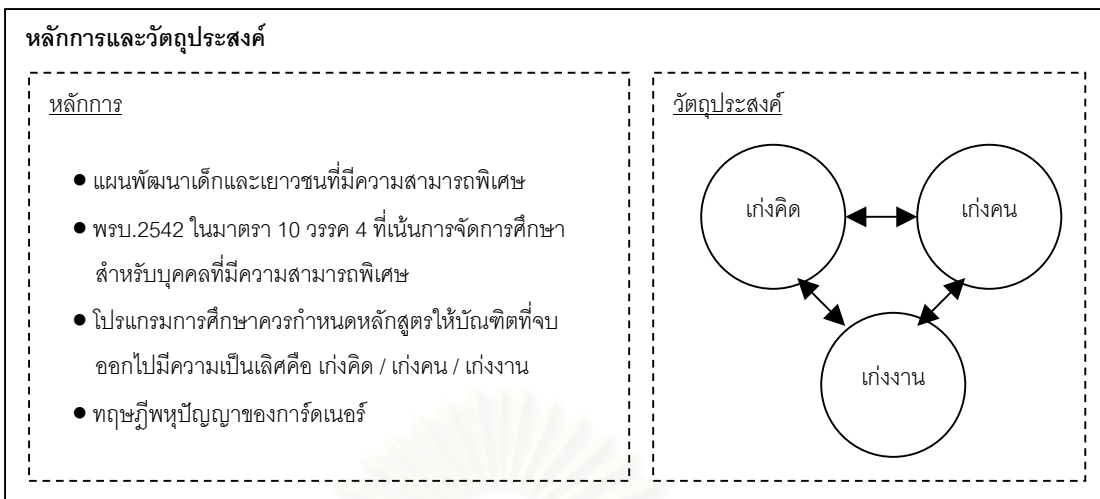 หลักการและวัตถุประสงค์
หลักการ
● แผนพัฒนาเด็กและเยาวชนที่มีความสามารถพิเศษ
● พรบ.2542 ในมาตรา 10 วรรค 4 ที่เน้นการจัดการศึกษา
สำหรับบุคคลที่มีความสามารถพิเศษ
● โปรแกรมการศึกษาควรกำหนดหลักสูตรให้บัณฑิตที่จบ
ออกไปมีความเป็นเลิศคือ เก่งคิด / เก่งคน / เก่งงาน
● ทฤษฎีพหุปัญญาของการ์ดเนอร์
วัตถุประสงค์
เก่งคิด
เก่งคน
เก่งงาน